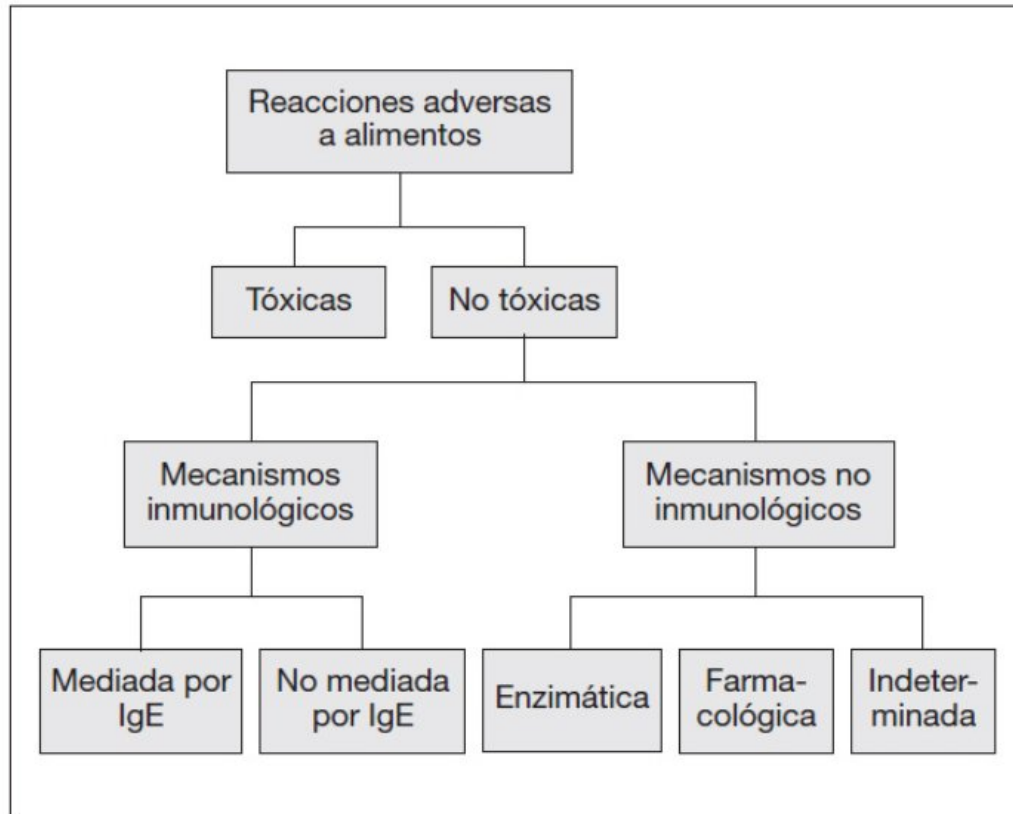 Reacciones adversas
a alimentos
Tóxicas
No tóxicas
Mecanismos
inmunológicos
Mecanismos no
inmunológicos
Mediada por
IgE
No mediada
por IgE
Enzimática
Farma-
cológica
Indeter-
minada